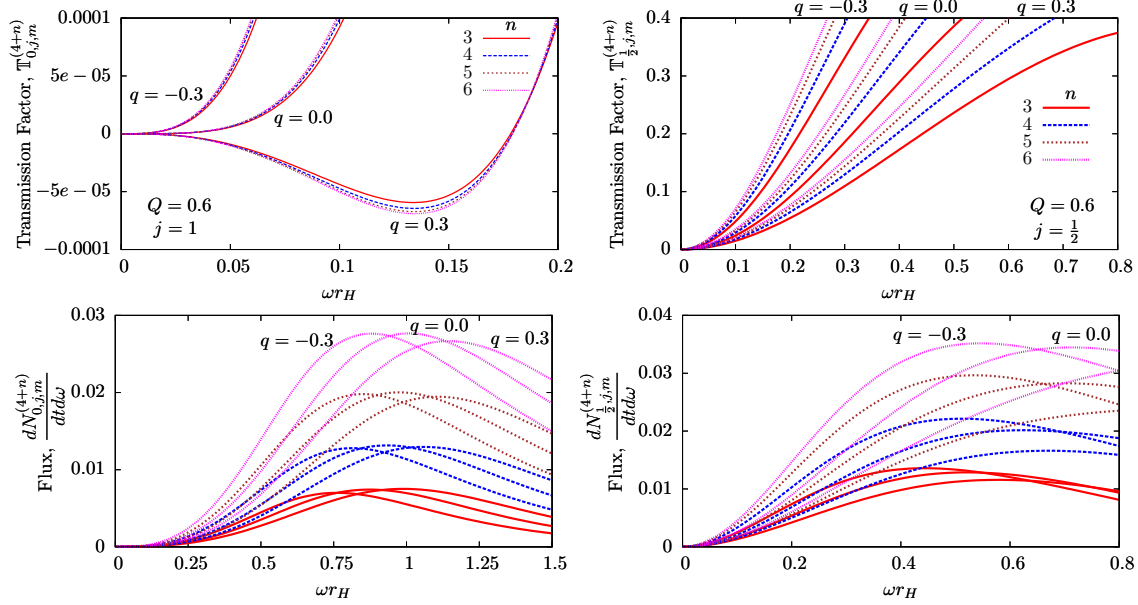 Transmission Factor, 𝕋^{(4+n)}_{0,j,m}
0.0001
5e − 05
0
−5e − 05
−0.0001
q = −0.3
q = 0.0
q = 0.3
n
3
4
5
6
Q = 0.6
j = 1
0
0.05
0.1
0.15
0.2
ωr_H
Transmission Factor, 𝕋^{(4+n)}_{½,j,m}
0.4
0.3
0.2
0.1
0
q = −0.3
q = 0.0
q = 0.3
n
3
4
5
6
Q = 0.6
j = ½
0
0.1
0.2
0.3
0.4
0.5
0.6
0.7
0.8
ωr_H
Flux, dN^{(4+n)}_{0,j,m}/dtdω
0.03
0.02
0.01
0
q = −0.3
q = 0.0
q = 0.3
0
0.25
0.5
0.75
1
1.25
1.5
ωr_H
Flux, dN^{(4+n)}_{½,j,m}/dtdω
0.04
0.03
0.02
0.01
0
q = −0.3
q = 0.0
0
0.2
0.4
0.6
0.8
ωr_H